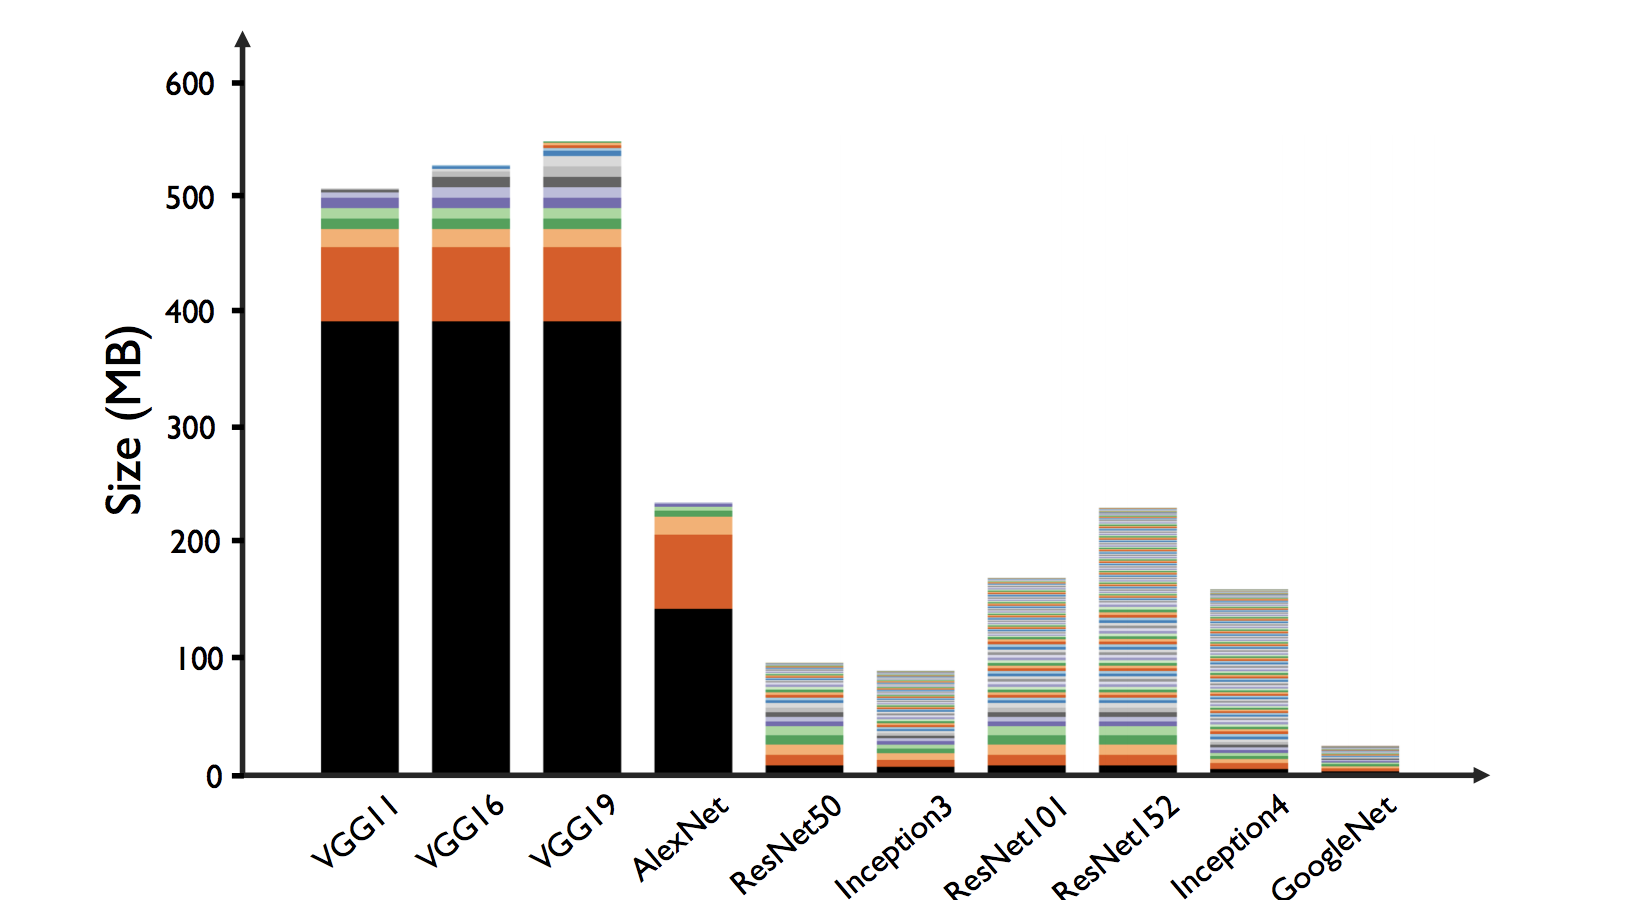 600
500
400
300
200
100
0
Size (MB)
VGG11
VGG16
VGG19
AlexNet
ResNet50
Inception3
ResNet101
ResNet152
Inception4
GoogleNet